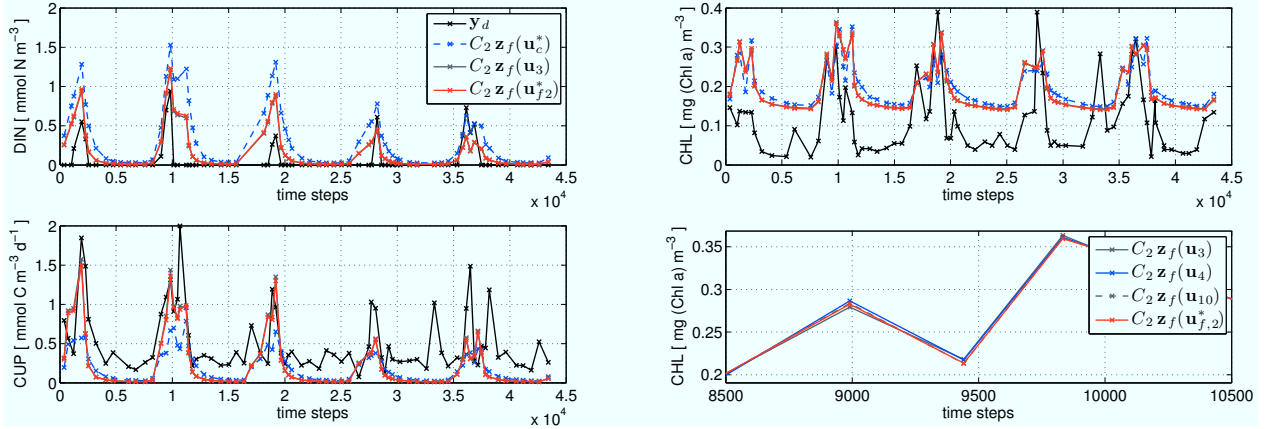 DIN [ mmol N m⁻³ ]
2
1.5
1
0.5
0
y_d
C₂ z_f(u_c^*)
C₂ z_f(u₃)
C₂ z_f(u_{f2}^*)
0 0.5 1 1.5 2 2.5 3 3.5 4 4.5
time steps
x 10⁴
CHL [ mg (Chl a) m⁻³ ]
0.4
0.3
0.2
0.1
0
0 0.5 1 1.5 2 2.5 3 3.5 4 4.5
time steps
x 10⁴
CUP [ mmol C m⁻³ d⁻¹ ]
2
1.5
1
0.5
0
0 0.5 1 1.5 2 2.5 3 3.5 4 4.5
time steps
x 10⁴
CHL [ mg (Chl a) m⁻³ ]
0.35
0.3
0.25
0.2
C₂ z_f(u₃)
C₂ z_f(u₄)
C₂ z_f(u₁₀)
C₂ z_f(u_{f,2}^*)
8500 9000 9500 10000 10500
time steps